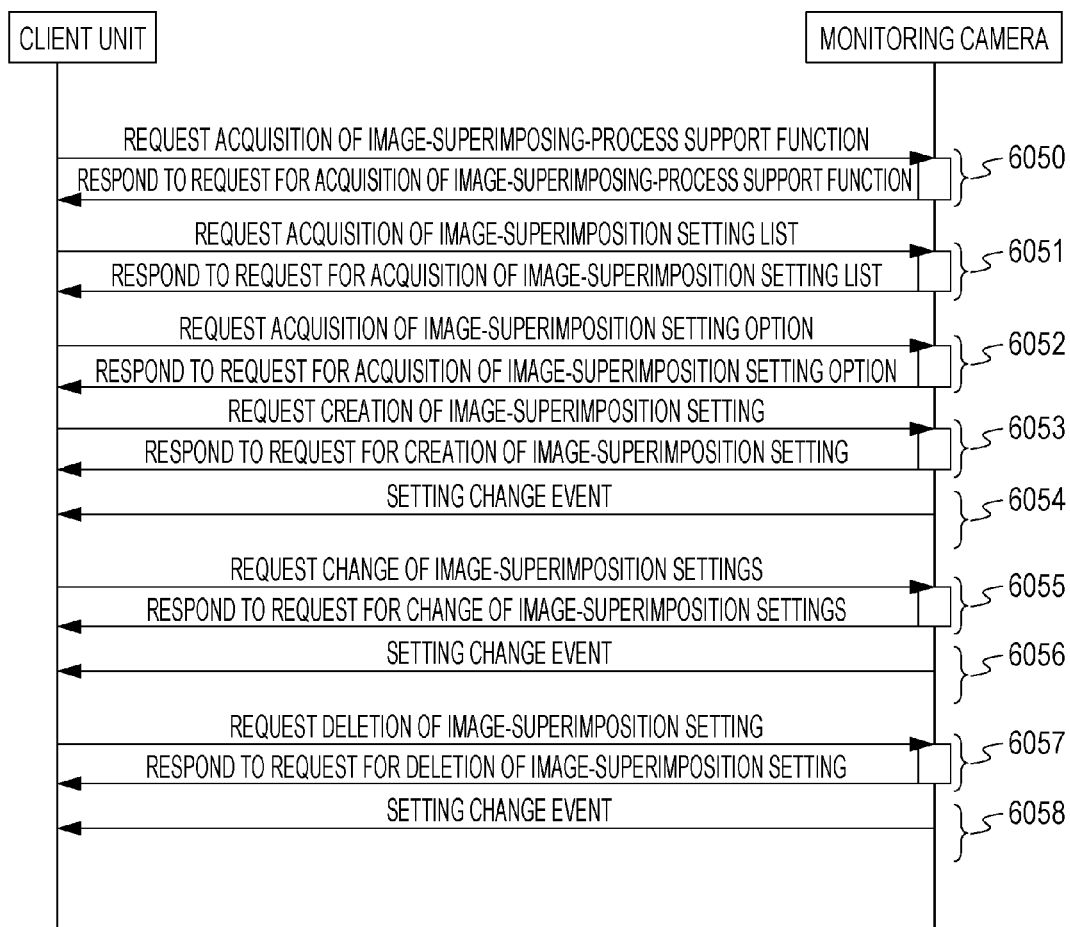 CLIENT UNIT
MONITORING CAMERA
REQUEST ACQUISITION OF IMAGE-SUPERIMPOSING-PROCESS SUPPORT FUNCTION
RESPOND TO REQUEST FOR ACQUISITION OF IMAGE-SUPERIMPOSING-PROCESS SUPPORT FUNCTION
6050
REQUEST ACQUISITION OF IMAGE-SUPERIMPOSITION SETTING LIST
RESPOND TO REQUEST FOR ACQUISITION OF IMAGE-SUPERIMPOSITION SETTING LIST
6051
REQUEST ACQUISITION OF IMAGE-SUPERIMPOSITION SETTING OPTION
RESPOND TO REQUEST FOR ACQUISITION OF IMAGE-SUPERIMPOSITION SETTING OPTION
6052
REQUEST CREATION OF IMAGE-SUPERIMPOSITION SETTING
RESPOND TO REQUEST FOR CREATION OF IMAGE-SUPERIMPOSITION SETTING
6053
SETTING CHANGE EVENT
6054
REQUEST CHANGE OF IMAGE-SUPERIMPOSITION SETTINGS
RESPOND TO REQUEST FOR CHANGE OF IMAGE-SUPERIMPOSITION SETTINGS
6055
SETTING CHANGE EVENT
6056
REQUEST DELETION OF IMAGE-SUPERIMPOSITION SETTING
RESPOND TO REQUEST FOR DELETION OF IMAGE-SUPERIMPOSITION SETTING
6057
SETTING CHANGE EVENT
6058